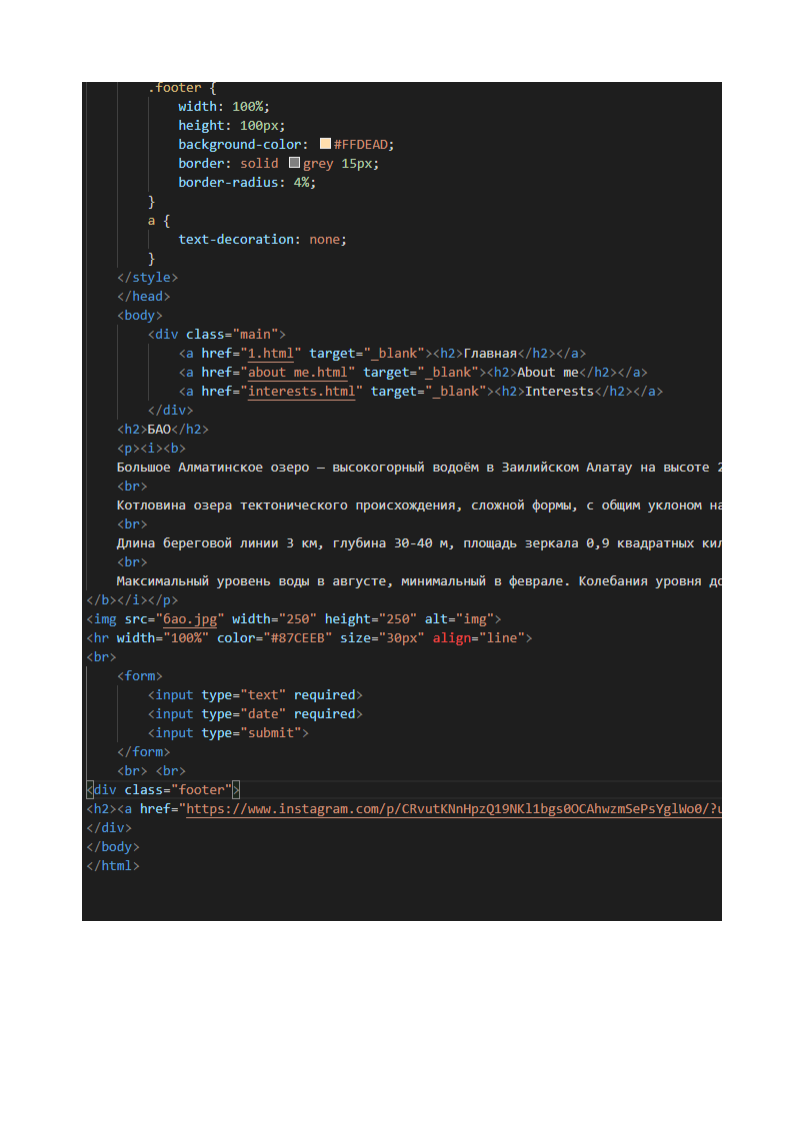 .footer {
width: 100%;
height: 100px;
background-color: #FFDEAD;
border: solid grey 15px;
border-radius: 4%;
}
a {
text-decoration: none;
}
</style>
</head>
<body>
<div class="main">
<a href="1.html" target="_blank"><h2>Главная</h2></a>
<a href="about me.html" target="_blank"><h2>About me</h2></a>
<a href="interests.html" target="_blank"><h2>Interests</h2></a>
</div>
<h2>БАО</h2>
<p><i><b>
Большое Алматинское озеро — высокогорный водоём в Заилийском Алатау на высоте 2
<br>
Котловина озера тектонического происхождения, сложной формы, с общим уклоном на
<br>
Длина береговой линии 3 км, глубина 30-40 м, площадь зеркала 0,9 квадратных кил
<br>
Максимальный уровень воды в августе, минимальный в феврале. Колебания уровня до
</b></i></p>
<img src="бао.jpg" width="250" height="250" alt="img">
<hr width="100%" color="#87CEEB" size="30px" align="line">
<br>
<form>
<input type="text" required>
<input type="date" required>
<input type="submit">
</form>
<br> <br>
<div class="footer">
<h2><a href="https://www.instagram.com/p/CRvutKNnHpzQ19NKl1bgs0OCAhwzmSePsYglWo0/?u
</div>
</body>
</html>